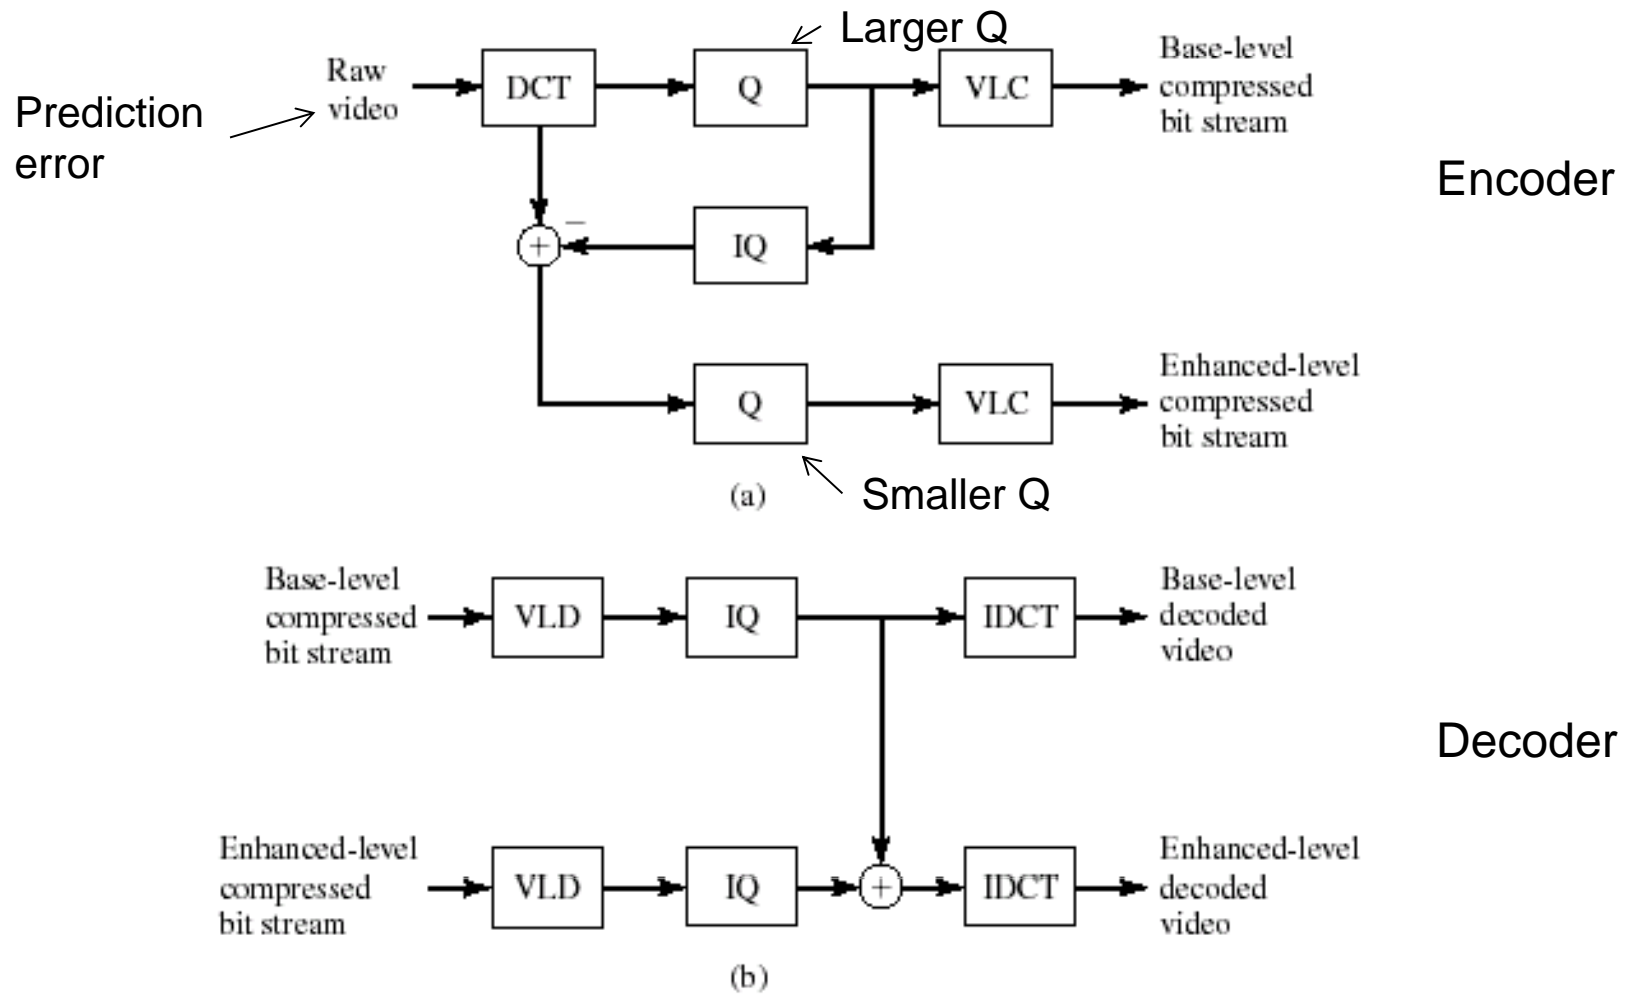 Larger Q
Prediction
error
Raw
video
DCT
Q
VLC
Base-level
compressed
bit stream
Encoder
–
+
IQ
Q
VLC
Enhanced-level
compressed
bit stream
Smaller Q
(a)
Base-level
compressed
bit stream
VLD
IQ
IDCT
Base-level
decoded
video
Decoder
Enhanced-level
compressed
bit stream
VLD
IQ
+
IDCT
Enhanced-level
decoded
video
(b)